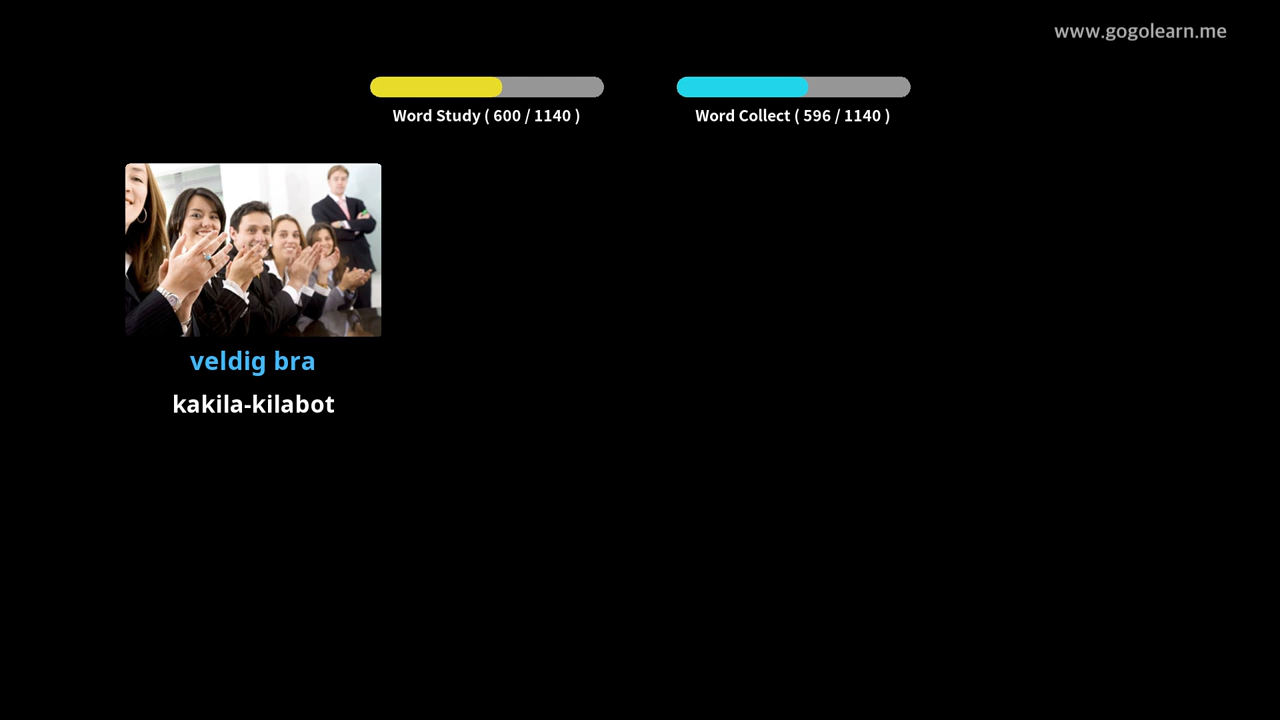 www.gogolearn.me
Word Study ( 600 / 1140 )
Word Collect ( 596 / 1140 )
veldig bra
kakila-kilabot